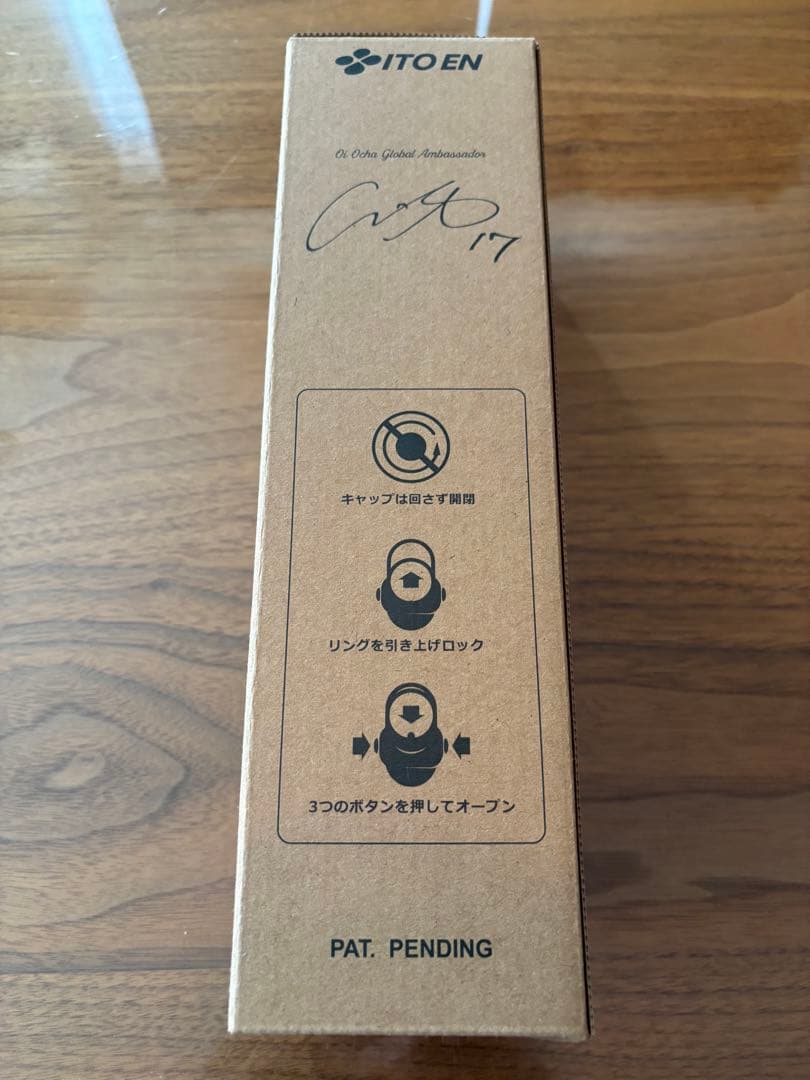 ITO EN
Oi Ocha Global Ambassador
17
キャップは回さず開閉
リングを引き上げロック
3つのボタンを押してオープン
PAT. PENDING